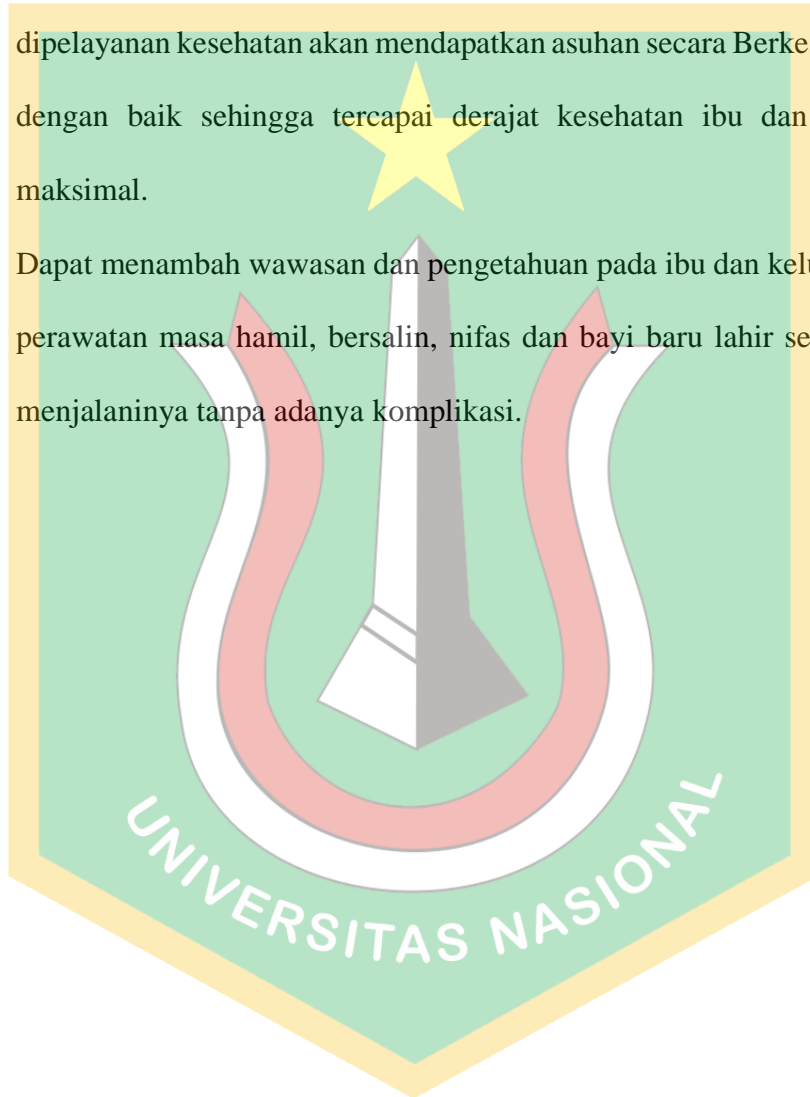 dipelayanan kesehatan akan mendapatkan asuhan secara Berke
dengan baik sehingga tercapai derajat kesehatan ibu dan
maksimal.
Dapat menambah wawasan dan pengetahuan pada ibu dan kelu
perawatan masa hamil, bersalin, nifas dan bayi baru lahir se
menjalaninya tanpa adanya komplikasi.
UNIVERSITAS NASIONAL